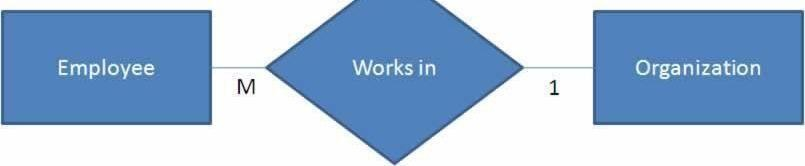 Employee
M
Works in
1
Organization